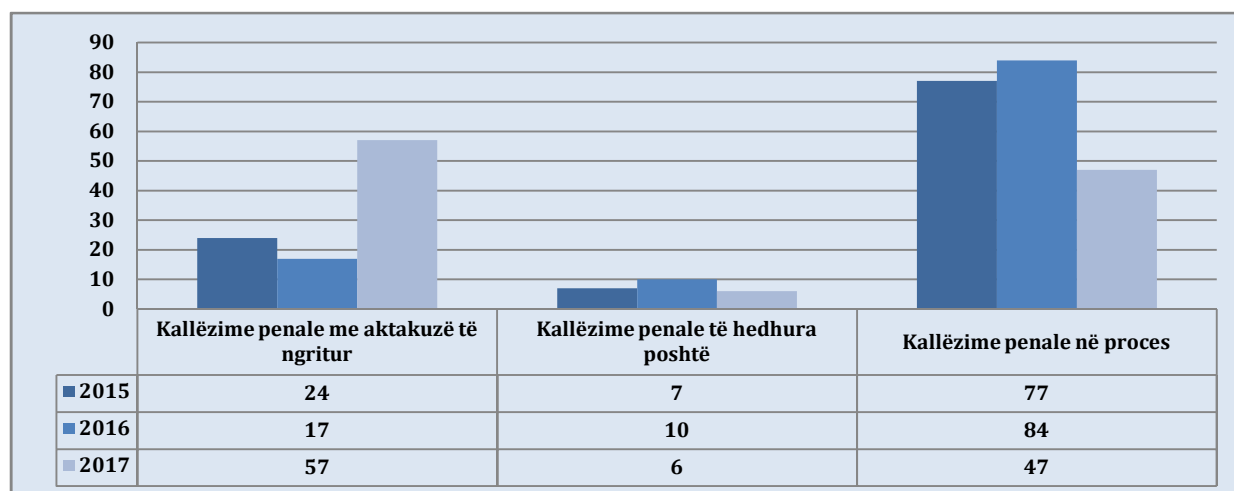 90
80
70
60
50
40
30
20
10
0
Kallëzime penale me aktakuzë të
ngritur
Kallëzime penale të hedhura
poshtë
Kallëzime penale në proces
2015 24 7 77
2016 17 10 84
2017 57 6 47